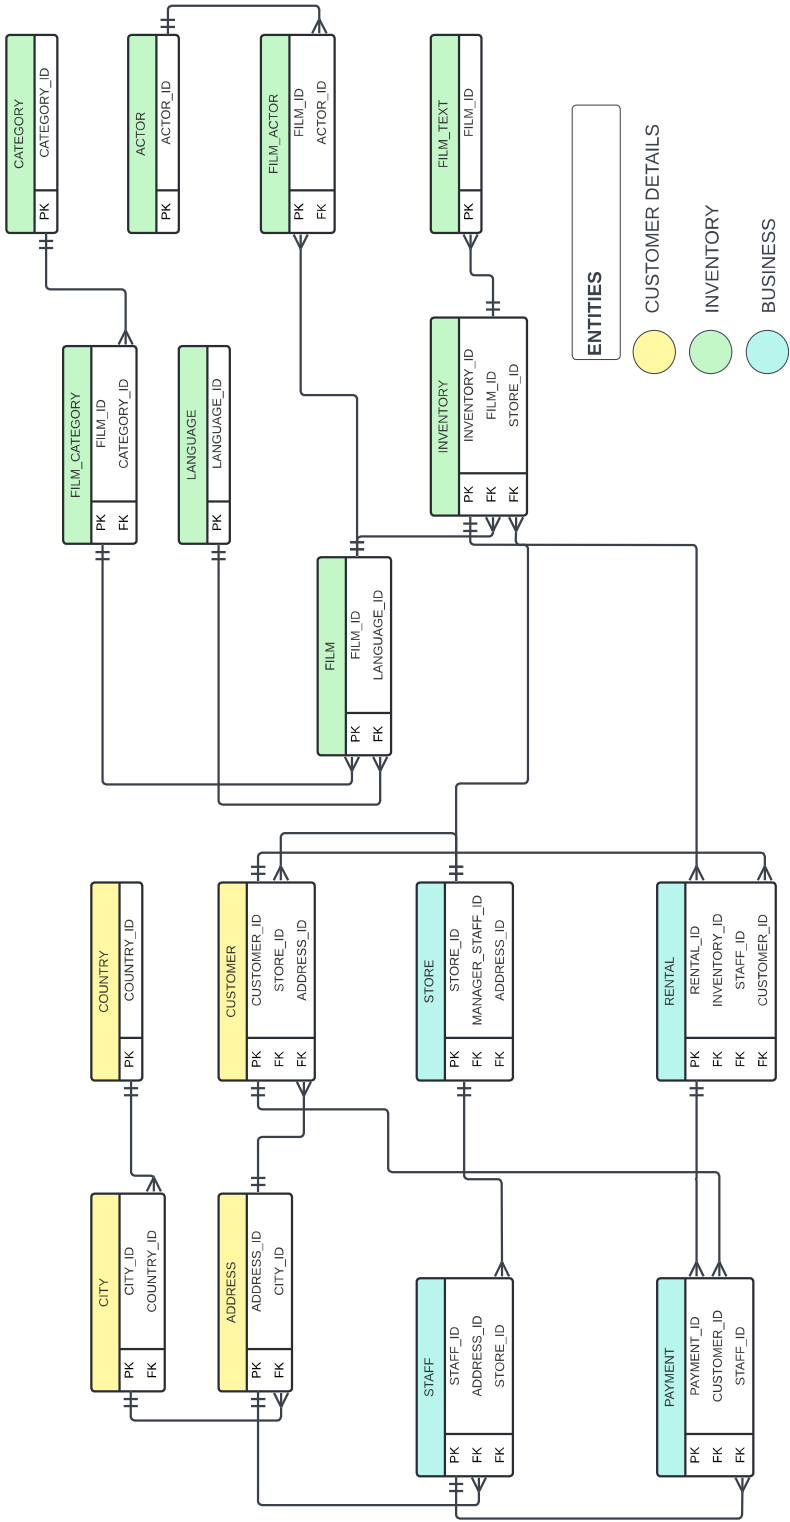 CATEGORY
PK CATEGORY_ID
FILM_CATEGORY
PK FILM_ID
FK CATEGORY_ID
CITY
PK CITY_ID
FK COUNTRY_ID
COUNTRY
PK COUNTRY_ID
ACTOR
PK ACTOR_ID
LANGUAGE
PK LANGUAGE_ID
ADDRESS
PK ADDRESS_ID
FK CITY_ID
CUSTOMER
PK CUSTOMER_ID
FK STORE_ID
FK ADDRESS_ID
FILM_ACTOR
PK FILM_ID
FK ACTOR_ID
FILM
PK FILM_ID
FK LANGUAGE_ID
STAFF
PK STAFF_ID
FK ADDRESS_ID
FK STORE_ID
STORE
PK STORE_ID
FK MANAGER_STAFF_ID
FK ADDRESS_ID
INVENTORY
PK INVENTORY_ID
FK FILM_ID
FK STORE_ID
FILM_TEXT
PK FILM_ID
PAYMENT
PK PAYMENT_ID
FK CUSTOMER_ID
FK STAFF_ID
RENTAL
PK RENTAL_ID
FK INVENTORY_ID
FK STAFF_ID
FK CUSTOMER_ID
ENTITIES
CUSTOMER DETAILS
INVENTORY
BUSINESS